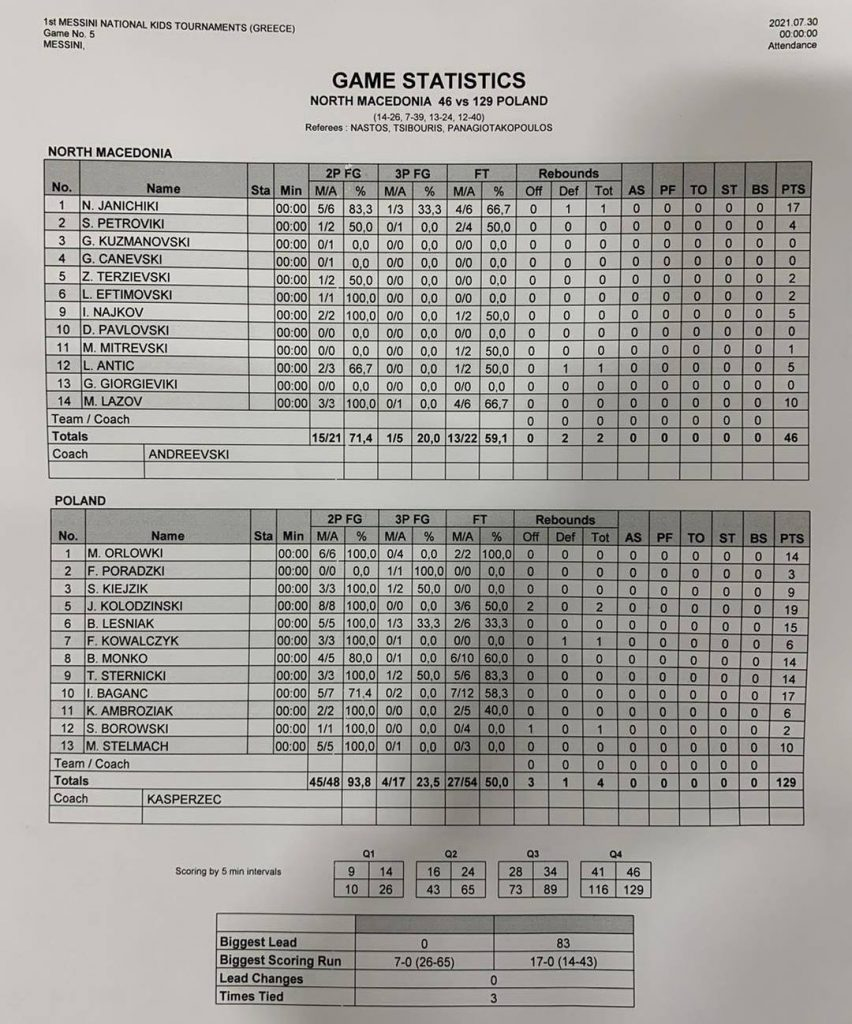 1st MESSINI NATIONAL KIDS TOURNAMENTS (GREECE) 2021.07.30
Game No. 5 00:00:00
MESSINI, Attendance
GAME STATISTICS
NORTH MACEDONIA 46 vs 129 POLAND
(14-26, 7-39, 13-24, 12-40)
Referees : NASTOS, TSIBOURIS, PANAGIOTAKOPOULOS
NORTH MACEDONIA
2P FG 3P FG FT Rebounds
No. Name Sta Min M/A % M/A % M/A % Off Def Tot AS PF TO ST BS PTS
1 N. JANICHIKI 00:00 5/6 83,3 1/3 33,3 4/6 66,7 0 1 1 0 0 0 0 0 17
2 S. PETROVIKI 00:00 1/2 50,0 0/1 0,0 2/4 50,0 0 0 0 0 0 0 0 0 4
3 G. KUZMANOVSKI 00:00 0/1 0,0 0/0 0,0 0/0 0,0 0 0 0 0 0 0 0 0 0
4 G. CANEVSKI 00:00 0/1 0,0 0/0 0,0 0/0 0,0 0 0 0 0 0 0 0 0 0
5 Z. TERZIEVSKI 00:00 1/2 50,0 0/0 0,0 0/0 0,0 0 0 0 0 0 0 0 0 2
6 L. EFTIMOVSKI 00:00 1/1 100,0 0/0 0,0 0/0 0,0 0 0 0 0 0 0 0 0 2
9 I. NAJKOV 00:00 2/2 100,0 0/0 0,0 1/2 50,0 0 0 0 0 0 0 0 0 5
10 D. PAVLOVSKI 00:00 0/0 0,0 0/0 0,0 0/0 0,0 0 0 0 0 0 0 0 0 0
11 M. MITREVSKI 00:00 0/0 0,0 0/0 0,0 1/2 50,0 0 0 0 0 0 0 0 0 1
12 L. ANTIC 00:00 2/3 66,7 0/0 0,0 1/2 50,0 0 1 1 0 0 0 0 0 5
13 G. GIORGIEVIKI 00:00 0/0 0,0 0/0 0,0 0/0 0,0 0 0 0 0 0 0 0 0 0
14 M. LAZOV 00:00 3/3 100,0 0/1 0,0 4/6 66,7 0 0 0 0 0 0 0 0 10
Team / Coach 0 0 0 0 0 0 0 0
Totals 15/21 71,4 1/5 20,0 13/22 59,1 0 2 2 0 0 0 0 0 46
Coach ANDREEVSKI
POLAND
2P FG 3P FG FT Rebounds
No. Name Sta Min M/A % M/A % M/A % Off Def Tot AS PF TO ST BS PTS
1 M. ORLOWKI 00:00 6/6 100,0 0/4 0,0 2/2 100,0 0 0 0 0 0 0 0 0 14
2 F. PORADZKI 00:00 0/0 0,0 1/1 100,0 0/0 0,0 0 0 0 0 0 0 0 0 3
3 S. KIEJZIK 00:00 3/3 100,0 1/2 50,0 0/0 0,0 0 0 0 0 0 0 0 0 9
5 J. KOLODZINSKI 00:00 8/8 100,0 0/0 0,0 3/6 50,0 2 0 2 0 0 0 0 0 19
6 B. LESNIAK 00:00 5/5 100,0 1/3 33,3 2/6 33,3 0 0 0 0 0 0 0 0 15
7 F. KOWALCZYK 00:00 3/3 100,0 0/1 0,0 0/0 0,0 0 1 1 0 0 0 0 0 6
8 B. MONKO 00:00 4/5 80,0 0/1 0,0 6/10 60,0 0 0 0 0 0 0 0 0 14
9 T. STERNICKI 00:00 3/3 100,0 1/2 50,0 5/6 83,3 0 0 0 0 0 0 0 0 14
10 I. BAGANC 00:00 5/7 71,4 0/2 0,0 7/12 58,3 0 0 0 0 0 0 0 0 17
11 K. AMBROZIAK 00:00 2/2 100,0 0/0 0,0 2/5 40,0 0 0 0 0 0 0 0 0 6
12 S. BOROWSKI 00:00 1/1 100,0 0/0 0,0 0/4 0,0 1 0 1 0 0 0 0 0 2
13 M. STELMACH 00:00 5/5 100,0 0/1 0,0 0/3 0,0 0 0 0 0 0 0 0 0 10
Team / Coach 0 0 0 0 0 0 0 0
Totals 45/48 93,8 4/17 23,5 27/54 50,0 3 1 4 0 0 0 0 0 129
Coach KASPERZEC
Q1 Q2 Q3 Q4
Scoring by 5 min intervals 9 14 16 24 28 34 41 46
10 26 43 65 73 89 116 129
Biggest Lead 0 83
Biggest Scoring Run 7-0 (26-65) 17-0 (14-43)
Lead Changes 0
Times Tied 3